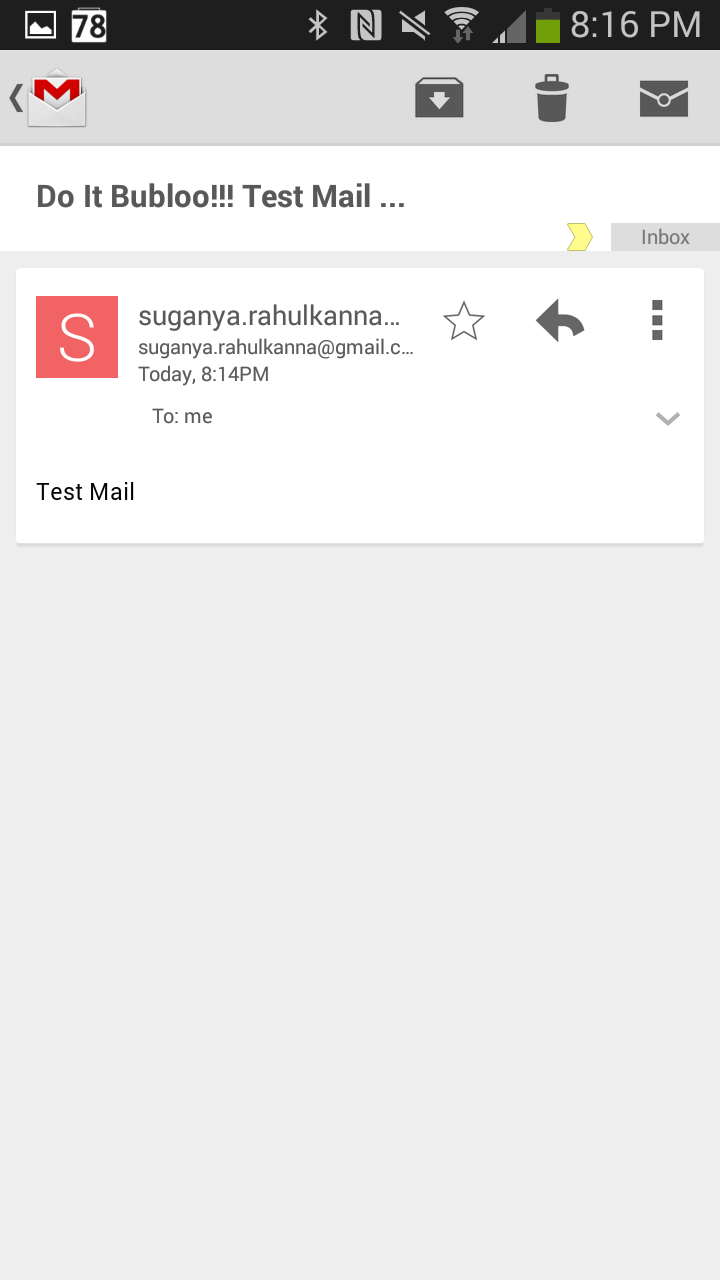 78
8:16 PM
Do It Bubloo!!! Test Mail ...
Inbox
S
suganya.rahulkanna...
suganya.rahulkanna@gmail.c...
Today, 8:14PM
To: me
Test Mail